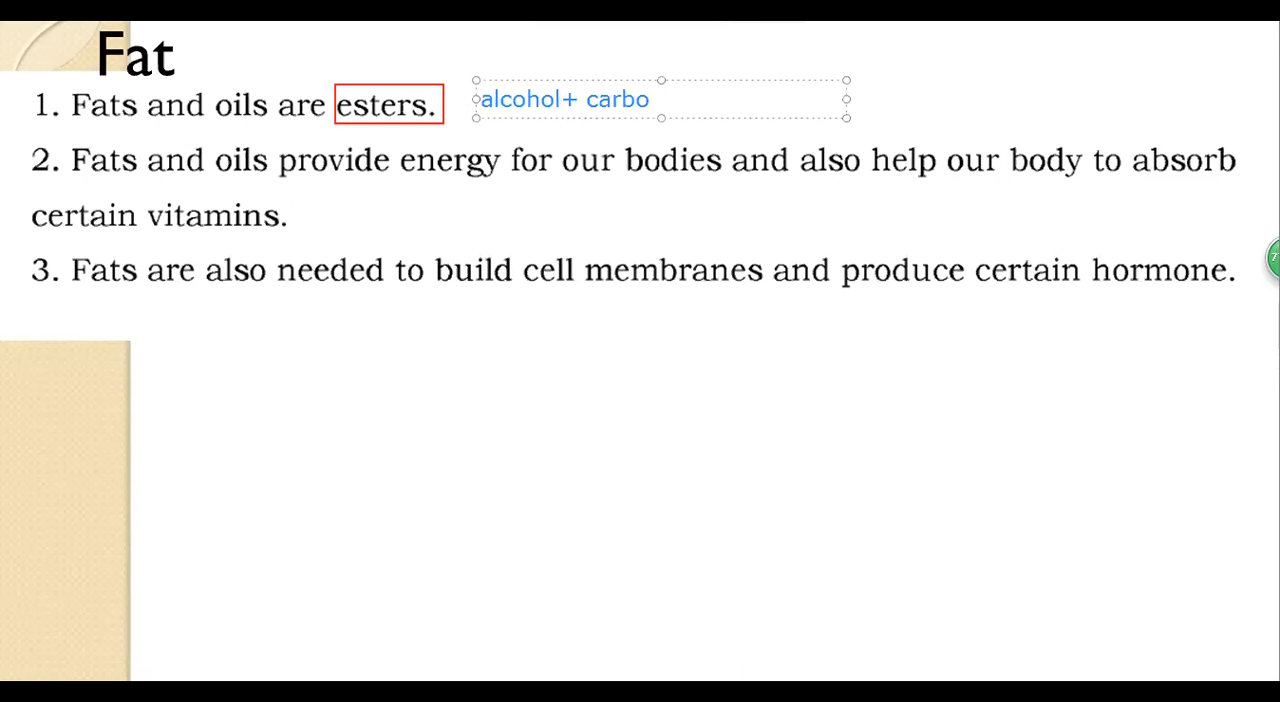 Fat
1. Fats and oils are esters.
alcohol+ carbo
2. Fats and oils provide energy for our bodies and also help our body to absorb
certain vitamins.
3. Fats are also needed to build cell membranes and produce certain hormone.